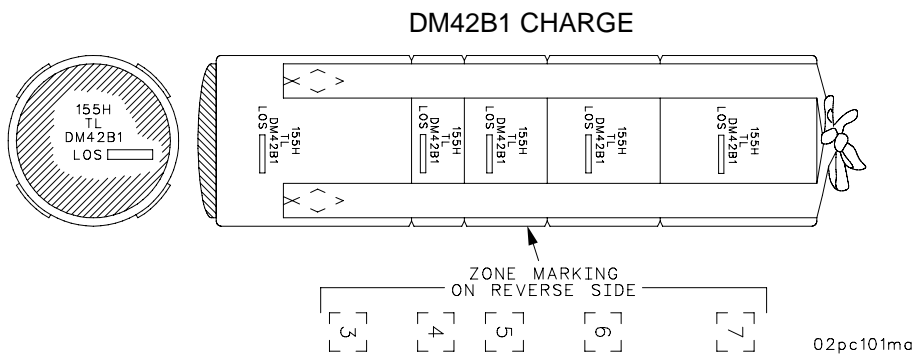 DM42B1 CHARGE
155H
TL
DM42B1
LOS
155H
TL
DM42B1
LOS
155H
TL
DM42B1
LOS
155H
TL
DM42B1
LOS
155H
TL
DM42B1
LOS
155H
TL
DM42B1
LOS
ZONE MARKING
ON REVERSE SIDE
3 4 5 6 7
02pc101ma